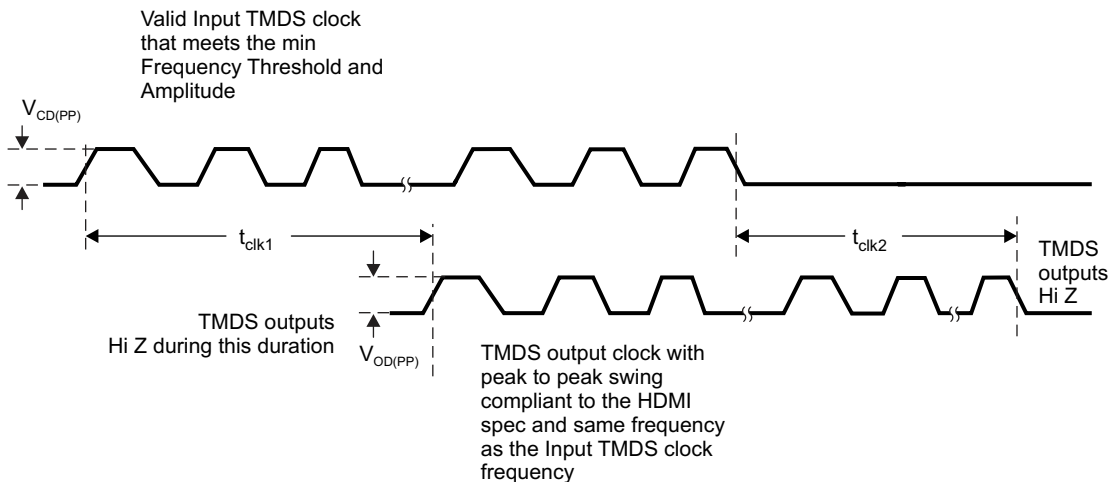 Valid Input TMDS clock
that meets the min
Frequency Threshold and
Amplitude
VCD(PP)
tclk1
tclk2
TMDS
outputs
Hi Z
TMDS outputs
Hi Z during this duration
VOD(PP)
TMDS output clock with
peak to peak swing
compliant to the HDMI
spec and same frequency
as the Input TMDS clock
frequency